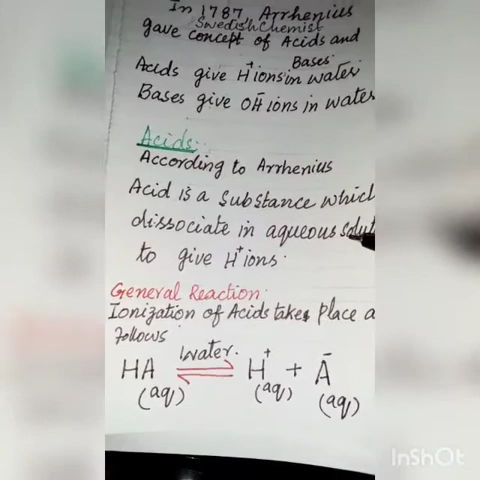 In 1787, Arrhenius
Swedish Chemist
gave concept of Acids and
Bases.
Acids give H⁺ ions in water
Bases give OH⁻ ions in water
Acids:
According to Arrhenius
Acid is a substance which
dissociate in aqueous solut
to give H⁺ ions.
General Reaction:
Ionization of Acids takes place a
follows
water.
HA ⇌ H⁺ + A⁻
(aq) (aq) (aq)
InShOt